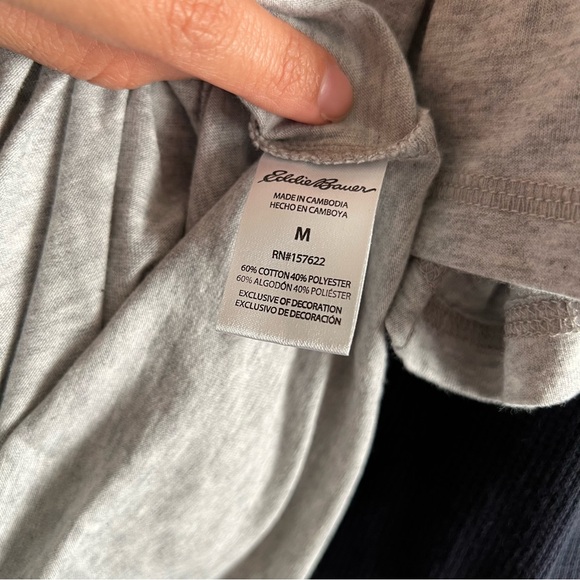 Eddie Bauer
MADE IN CAMBODIA
HECHO EN CAMBOYA
M
RN#157622
60% COTTON 40% POLYESTER
60% ALGODÓN 40% POLIÉSTER
EXCLUSIVE OF DECORATION
EXCLUSIVO DE DECORACIÓN